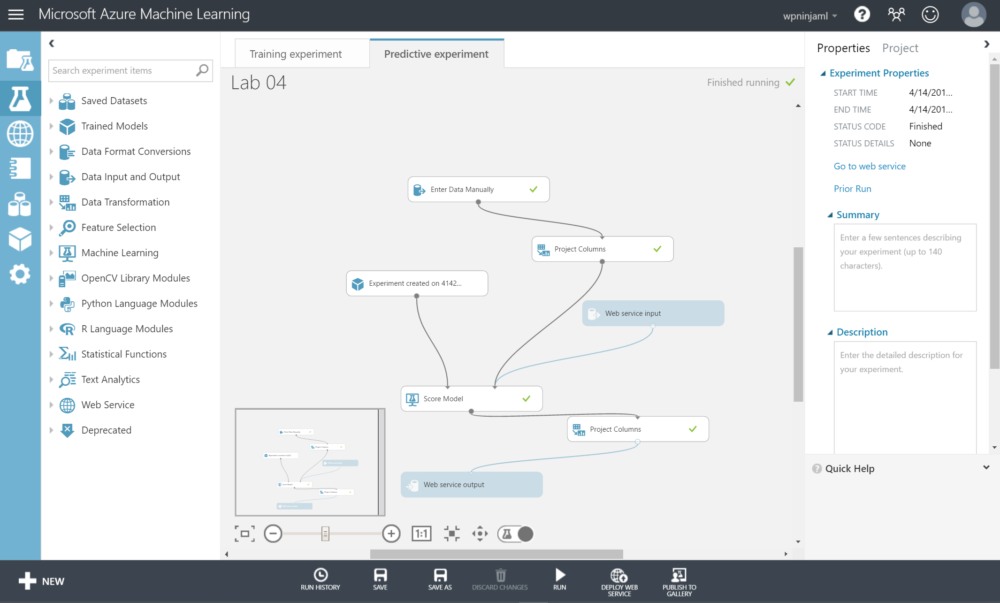 Microsoft Azure Machine Learning
wpninjaml
Search experiment items
Saved Datasets
Trained Models
Data Format Conversions
Data Input and Output
Data Transformation
Feature Selection
Machine Learning
OpenCV Library Modules
Python Language Modules
R Language Modules
Statistical Functions
Text Analytics
Web Service
Deprecated
Training experiment
Predictive experiment
Lab 04
Finished running
Enter Data Manually
Project Columns
Experiment created on 4142...
Web service input
Score Model
Project Columns
Web service output
1:1
Properties Project
Experiment Properties
START TIME 4/14/201...
END TIME 4/14/201...
STATUS CODE Finished
STATUS DETAILS None
Go to web service
Prior Run
Summary
Enter a few sentences describing
your experiment (up to 140
characters).
Description
Enter the detailed description for
your experiment.
Quick Help
NEW
RUN HISTORY
SAVE
SAVE AS
DISCARD CHANGES
RUN
DEPLOY WEB
SERVICE
PUBLISH TO
GALLERY